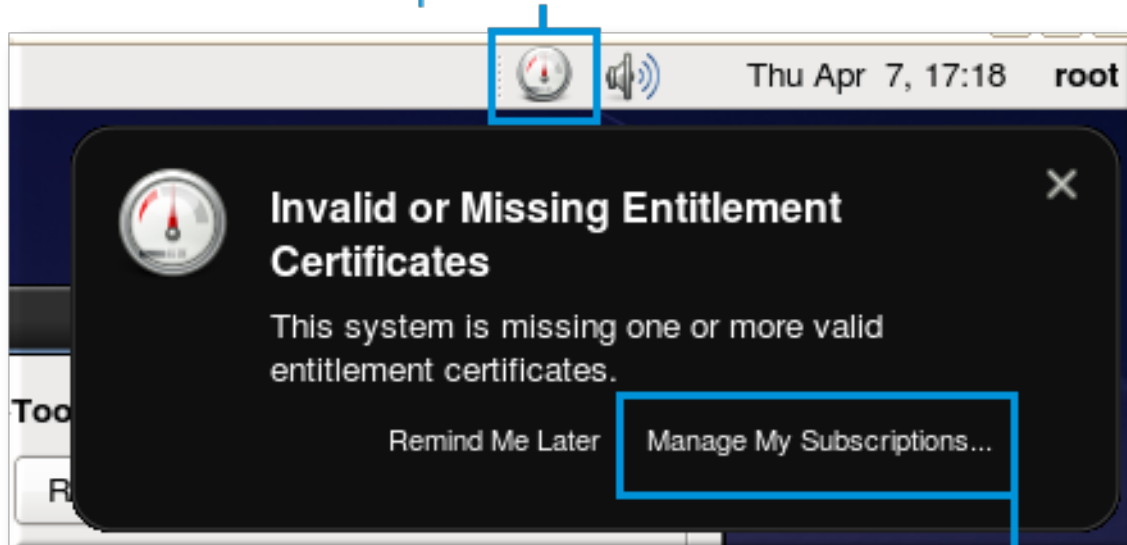 Thu Apr 7, 17:18 root
Invalid or Missing Entitlement
Certificates
This system is missing one or more valid
entitlement certificates.
Too
Remind Me Later Manage My Subscriptions...
R